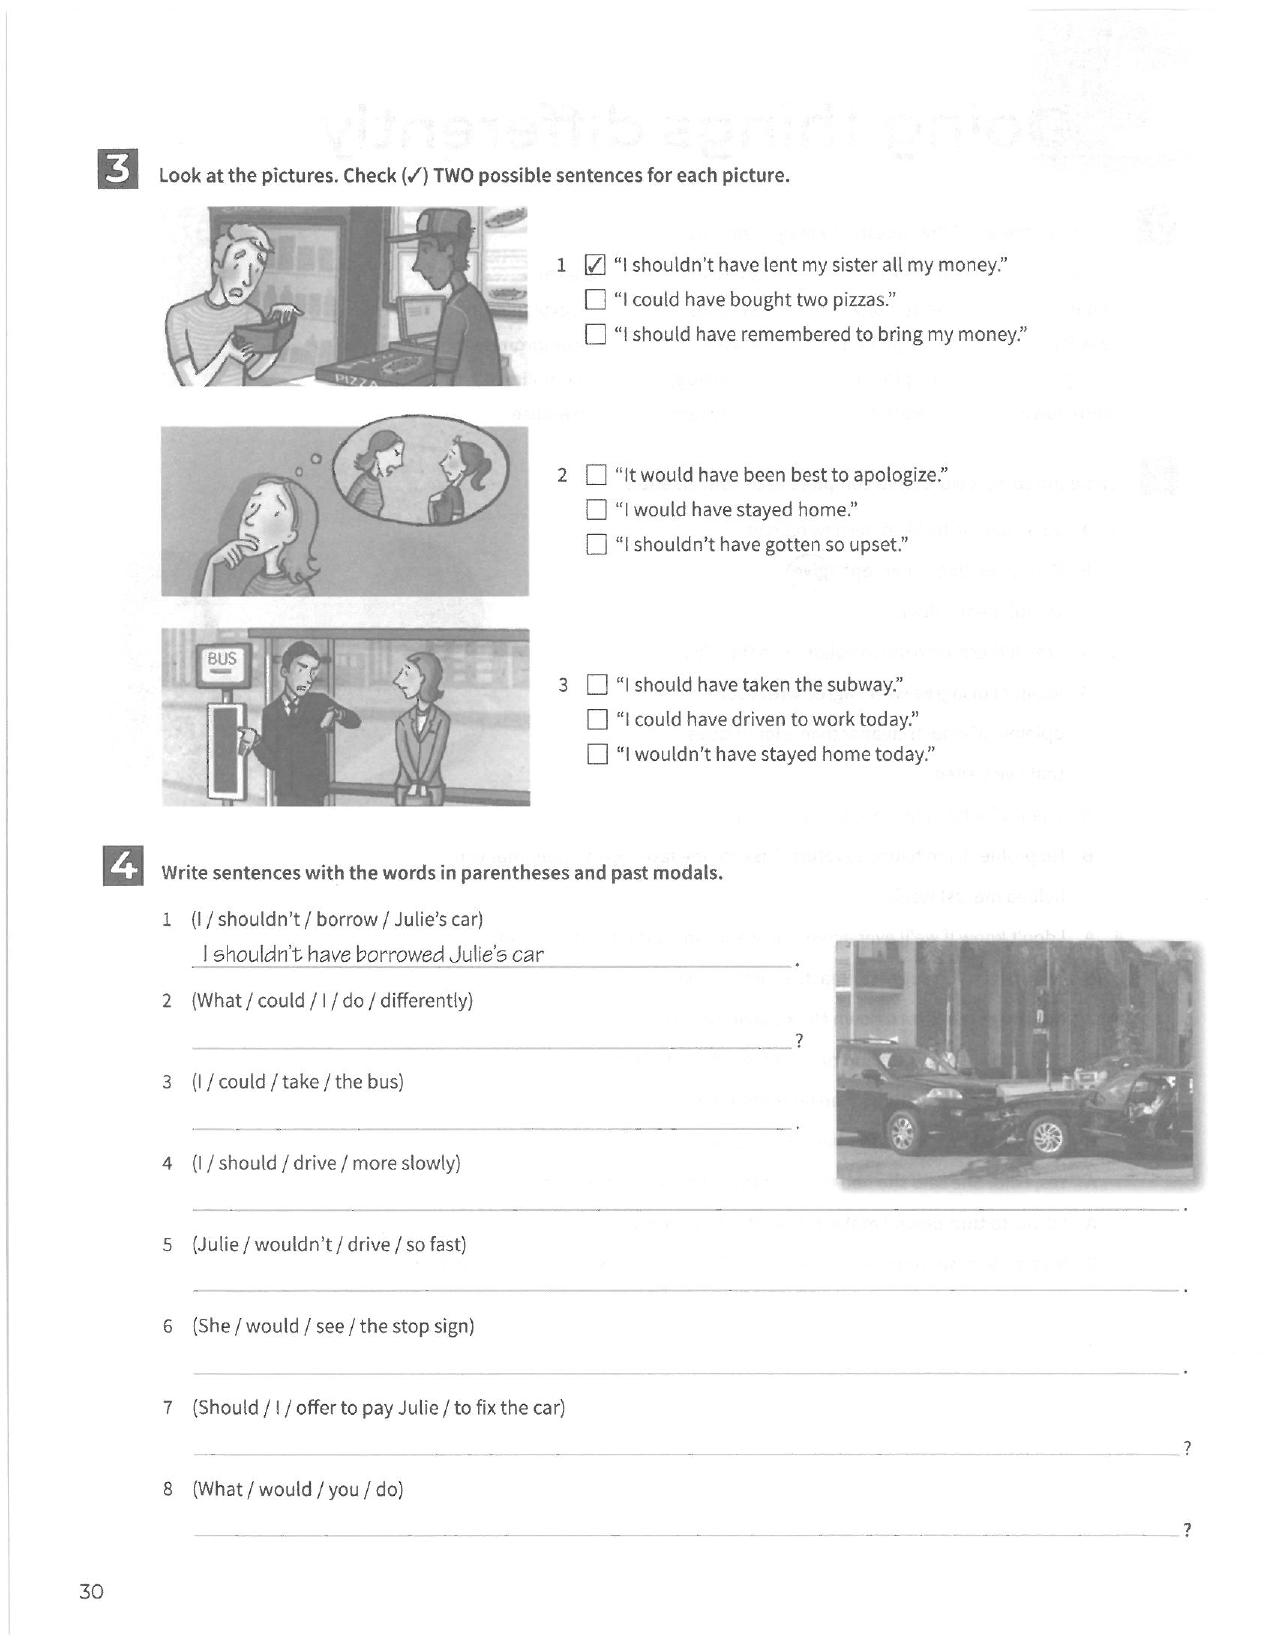 3 Look at the pictures. Check (✓) TWO possible sentences for each picture.
PIZZA
1 ☑ “I shouldn’t have lent my sister all my money.”
☐ “I could have bought two pizzas.”
☐ “I should have remembered to bring my money.”
2 ☐ “It would have been best to apologize.”
☐ “I would have stayed home.”
☐ “I shouldn’t have gotten so upset.”
BUS
3 ☐ “I should have taken the subway.”
☐ “I could have driven to work today.”
☐ “I wouldn’t have stayed home today.”
4 Write sentences with the words in parentheses and past modals.
1 (I / shouldn’t / borrow / Julie’s car)
I shouldn’t have borrowed Julie’s car.
2 (What / could / I / do / differently)
?
3 (I / could / take / the bus)
.
4 (I / should / drive / more slowly)
.
5 (Julie / wouldn’t / drive / so fast)
.
6 (She / would / see / the stop sign)
.
7 (Should / I / offer to pay Julie / to fix the car)
?
8 (What / would / you / do)
?
30